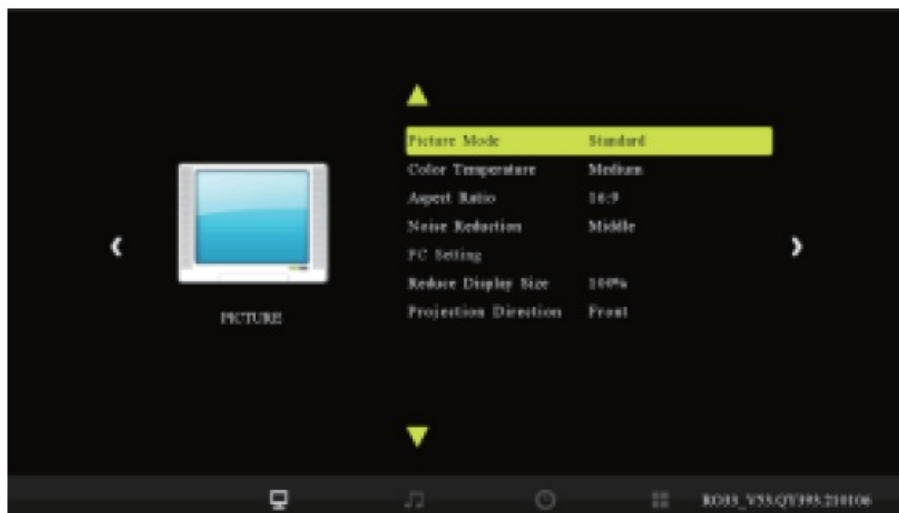 Picture Mode Standard
Color Temperature Medium
Aspect Ratio 16:9
Noise Reduction Middle
PC Setting
Reduce Display Size 100%
Projection Direction Front
PICTURE